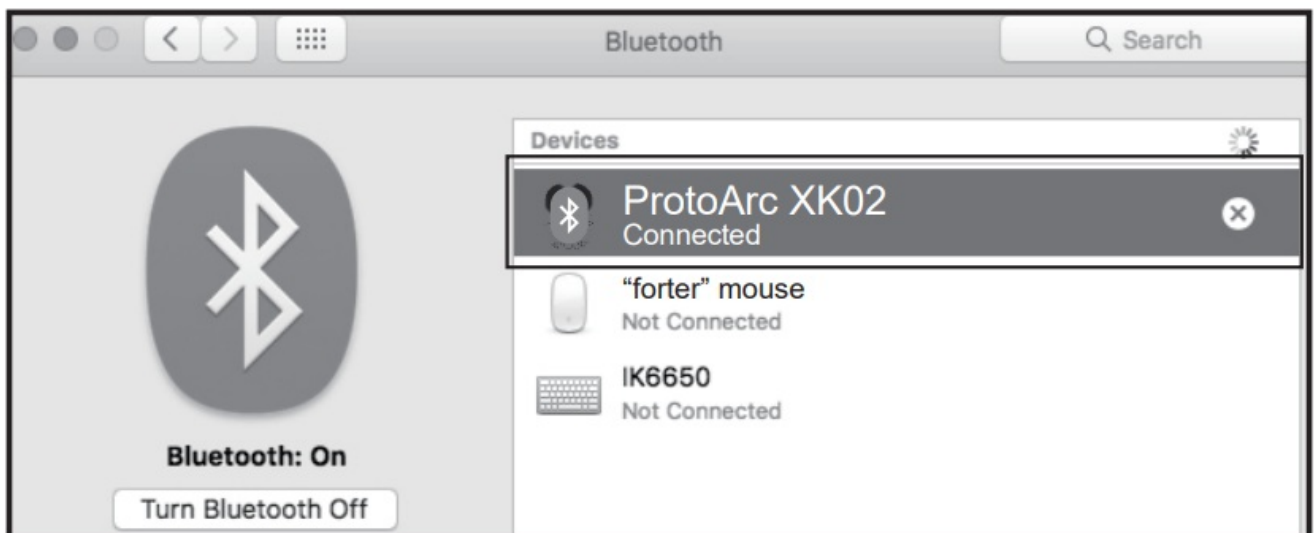 Bluetooth
Search
Devices
ProtoArc XK02
Connected
“forter” mouse
Not Connected
IK6650
Not Connected
Bluetooth: On
Turn Bluetooth Off